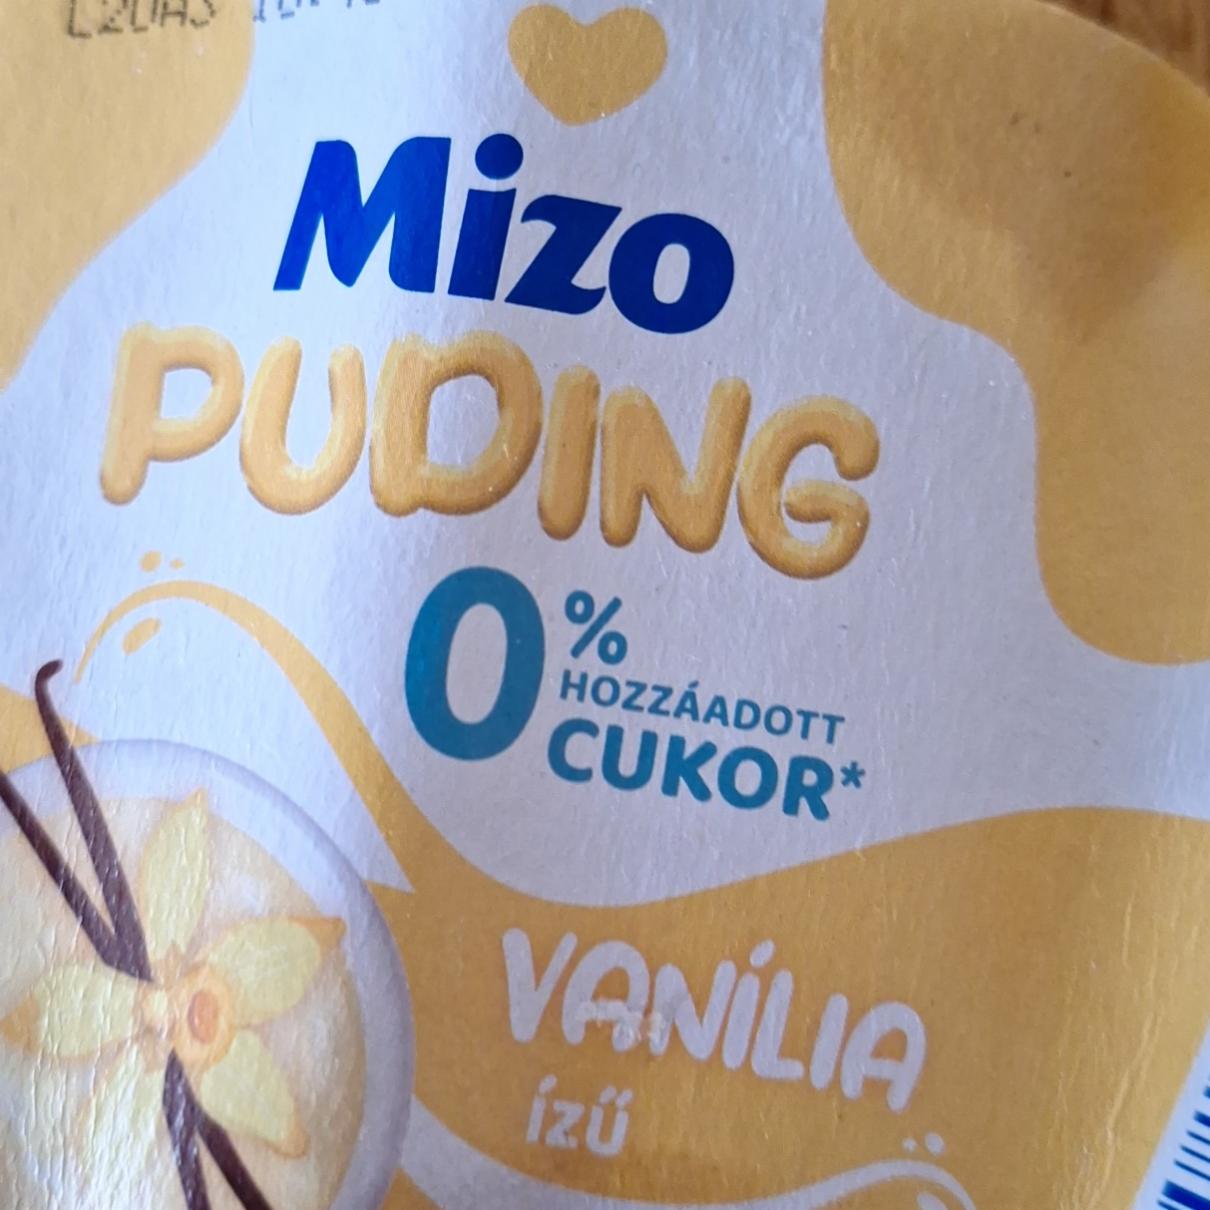 Mizo
PUDING
0%
HOZZÁADOTT
CUKOR*
VANÍLIA
ízű